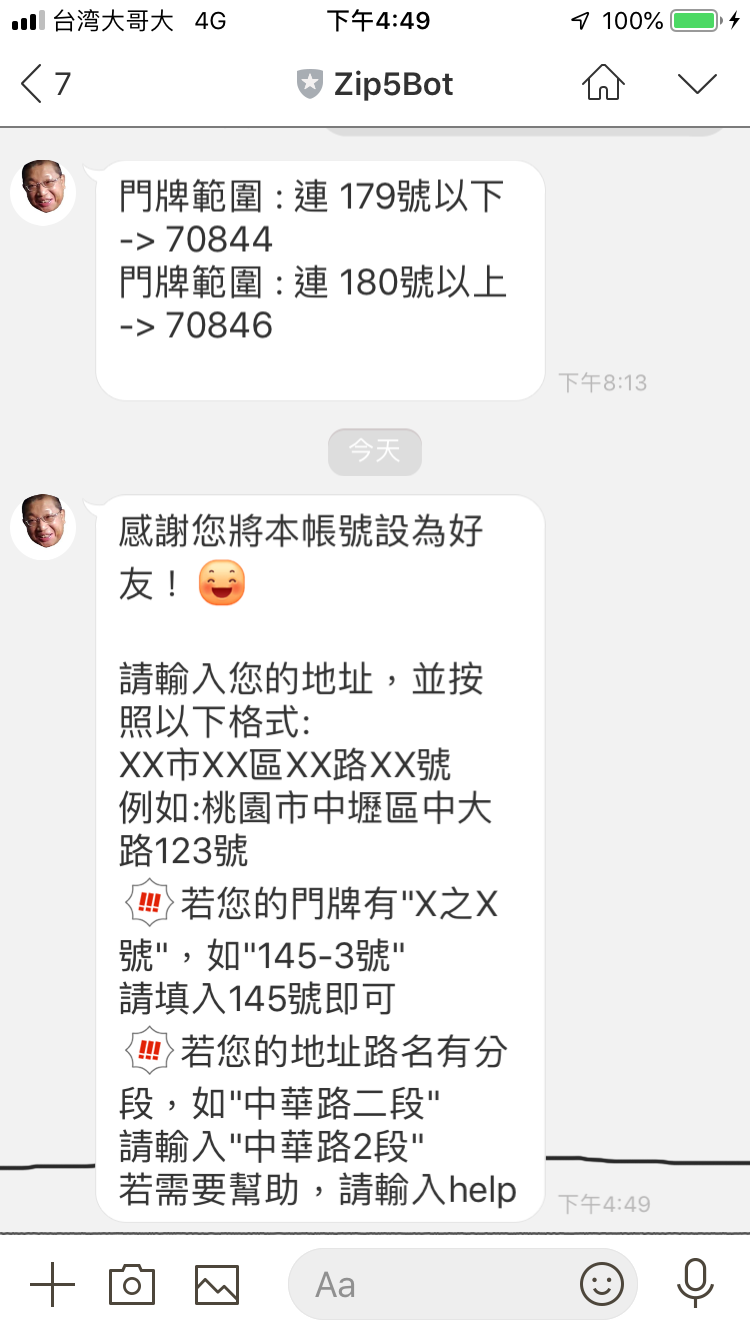 台湾大哥大 4G 下午4:49 100%
7 Zip5Bot
門牌範圍：連 179號以下
-> 70844
門牌範圍：連 180號以上
-> 70846
下午8:13
今天
感謝您將本帳號設為好
友！
請輸入您的地址，並按
照以下格式:
XX市XX區XX路XX號
例如:桃園市中壢區中大
路123號
!!!若您的門牌有"X之X
號"，如"145-3號"
請填入145號即可
!!!若您的地址路名有分
段，如"中華路二段"
請輸入"中華路2段"
若需要幫助，請輸入help
下午4:49
Aa